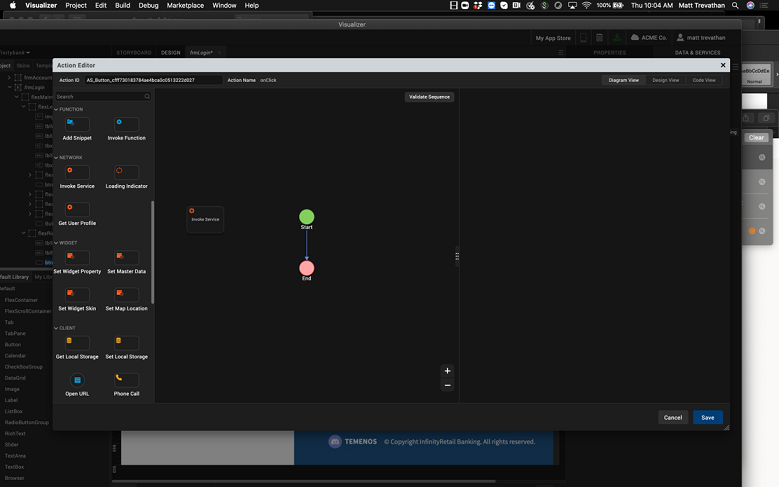 Visualizer File Project Edit Build Debug Marketplace Window Help
100% Thu 10:04 AM Matt Trevathan
Visualizer
My App Store ACME Co. matt trevathan
STORYBOARD DESIGN frmLogin* PROPERTIES DATA & SERVICES
Action Editor
Action ID Action Name onClick Diagram View Design View Code View
Search
Validate Sequence
FUNCTION
Add Snippet Invoke Function
NETWORK
Invoke Service Loading Indicator
Get User Profile
WIDGET
Set Widget Property Set Master Data
Set Widget Skin Set Map Location
CLIENT
Get Local Storage Set Local Storage
Open URL Phone Call
Invoke Service
Start
End
Cancel Save
Skins
fault Library My Lib
Default
FlexContainer
FlexScrollContainer
Tab
TabPane
Button
Calendar
CheckBoxGroup
DataGrid
Image
Label
ListBox
RadioButtonGroup
RichText
Slider
TextArea
TextBox
Browser
TEMENOS © Copyright InfinityRetail Banking. All rights reserved.
Normal
Clear